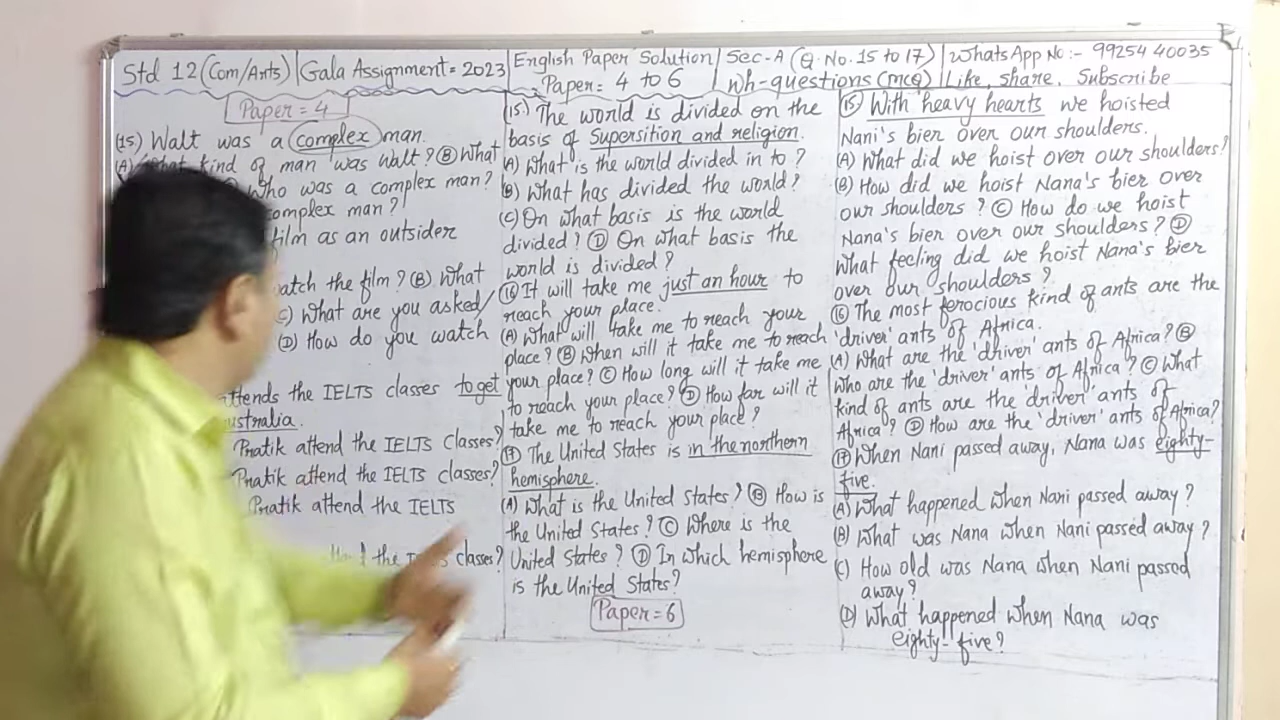 Std 12 (Com/Arts) | Gala Assignment = 2023
English Paper Solution
Paper = 4 to 6
Sec-A (Q. No. 15 to 17)
Wh-questions (MCQ)
WhatsApp No :- 99254 40035
Like, Share, Subscribe
Paper = 4
(15) Walt was a complex man.
(A) What kind of man was Walt? (B) What
Who was a complex man?
complex man?
film as an outsider
watch the film? (B) What
(C) What are you asked/
(D) How do you watch
attends the IELTS classes to get
Australia.
Pratik attend the IELTS classes?
Pratik attend the IELTS classes?
Pratik attend the IELTS
the IELTS classes?
(15) The world is divided on the
basis of Supersition and religion.
(A) What is the world divided in to?
(B) What has divided the world?
(C) On what basis is the world
divided? (D) On what basis the
world is divided?
(16) It will take me just an hour to
reach your place.
(A) What will take me to reach your
place? (B) When will it take me to reach
your place? (C) How long will it take me
to reach your place? (D) How far will it
take me to reach your place?
(17) The United States is in the northern
hemisphere.
(A) What is the United States? (B) How is
the United States? (C) Where is the
United States? (D) In which hemisphere
is the United States?
Paper = 6
(15) With heavy hearts we hoisted
Nani's bier over our shoulders.
(A) What did we hoist over our shoulders?
(B) How did we hoist Nana's bier over
our shoulders? (C) How do we hoist
Nana's bier over our shoulders? (D)
What feeling did we hoist Nana's bier
over our shoulders?
(16) The most ferocious kind of ants are the
'driver' ants of Africa.
(A) What are the 'driver' ants of Africa? (B)
Who are the 'driver' ants of Africa? (C) What
kind of ants are the 'driver' ants of
Africa? (D) How are the 'driver' ants of Africa?
(17) When Nani passed away, Nana was eighty-
five.
(A) What happened when Nani passed away?
(B) What was Nana when Nani passed away?
(C) How old was Nana when Nani passed
away?
(D) What happened when Nana was
eighty-five?